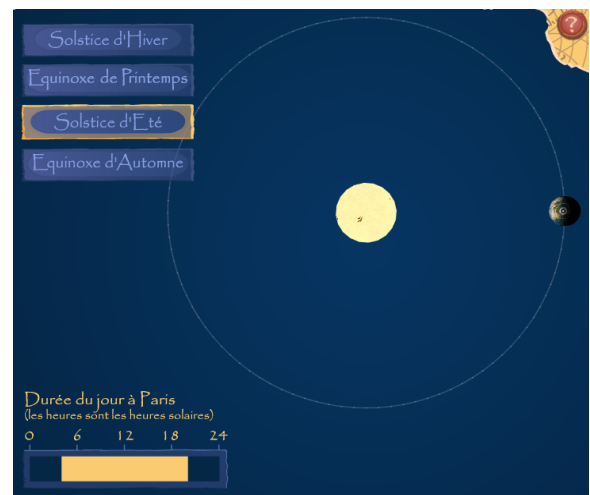 Solstice d'Hiver
Equinoxe de Printemps
Solstice d'Eté
Equinoxe d'Automne
?
Durée du jour à Paris
(les heures sont les heures solaires)
0 6 12 18 24